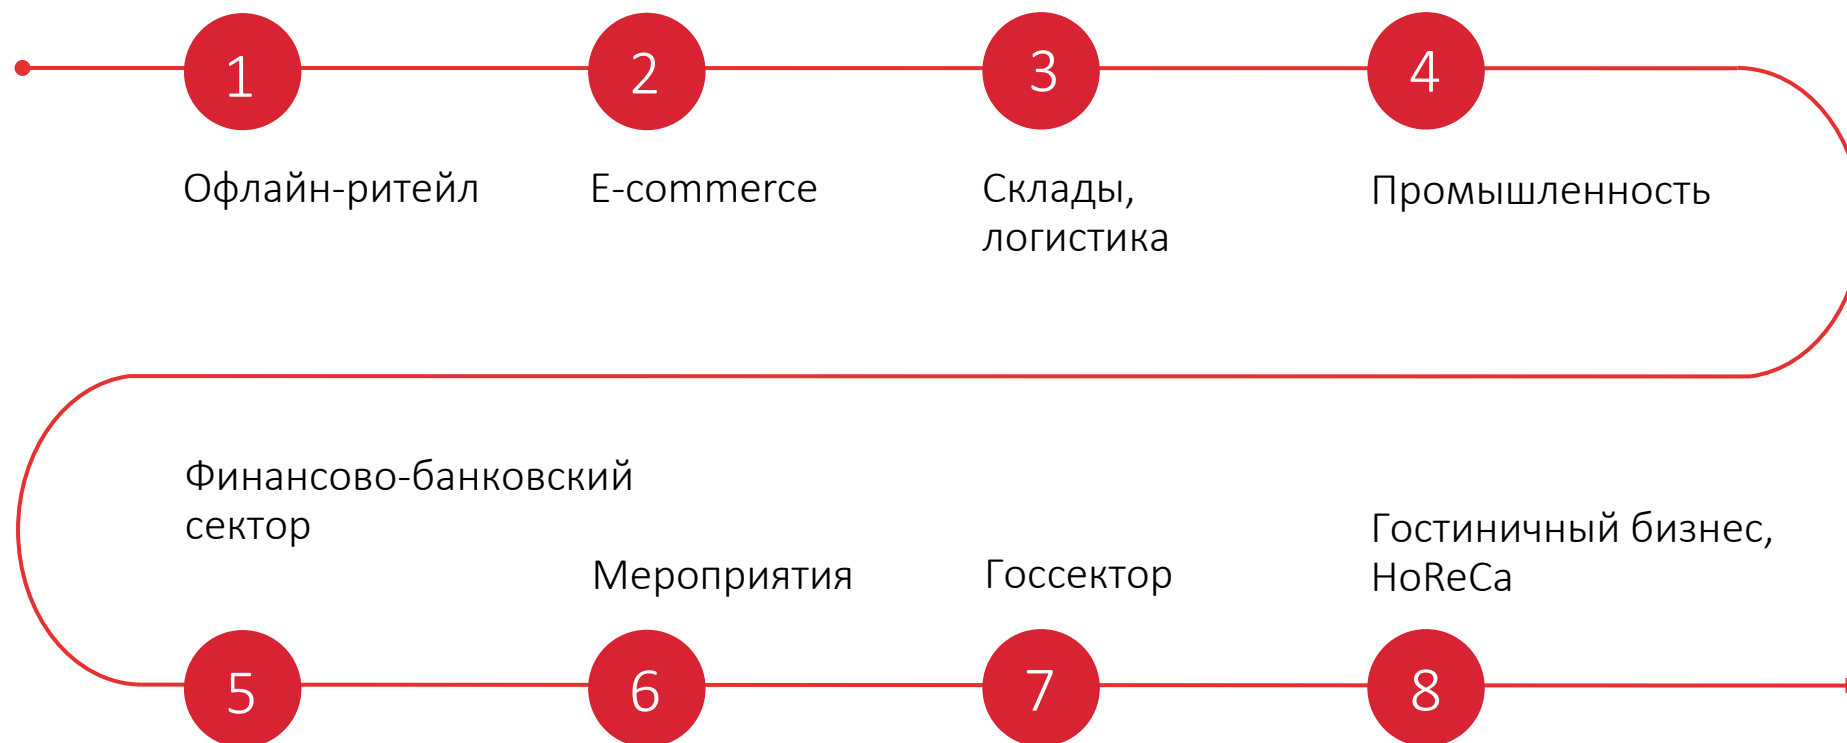 1
Офлайн-ритейл
2
E-commerce
3
Склады,
логистика
4
Промышленность
Финансово-банковский
сектор
5
Мероприятия
6
Госсектор
7
Гостиничный бизнес,
HoReCa
8